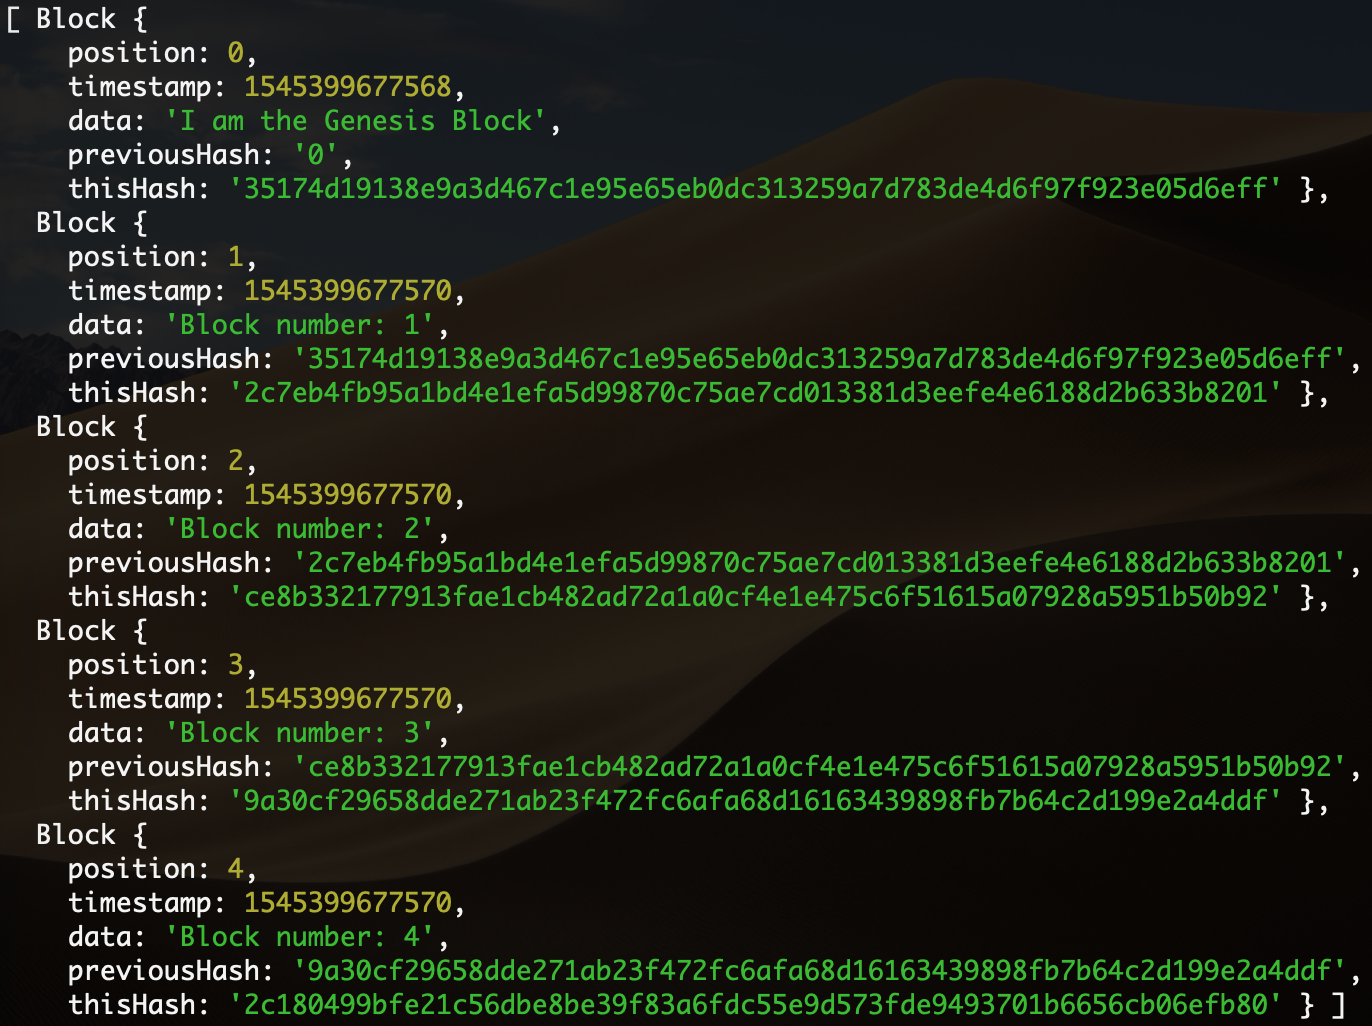 [ Block {
position: 0,
timestamp: 1545399677568,
data: 'I am the Genesis Block',
previousHash: '0',
thisHash: '35174d19138e9a3d467c1e95e65eb0dc313259a7d783de4d6f97f923e05d6eff' },
Block {
position: 1,
timestamp: 1545399677570,
data: 'Block number: 1',
previousHash: '35174d19138e9a3d467c1e95e65eb0dc313259a7d783de4d6f97f923e05d6eff',
thisHash: '2c7eb4fb95a1bd4e1efa5d99870c75ae7cd013381d3eefe4e6188d2b633b8201' },
Block {
position: 2,
timestamp: 1545399677570,
data: 'Block number: 2',
previousHash: '2c7eb4fb95a1bd4e1efa5d99870c75ae7cd013381d3eefe4e6188d2b633b8201',
thisHash: 'ce8b332177913fae1cb482ad72a1a0cf4e1e475c6f51615a07928a5951b50b92' },
Block {
position: 3,
timestamp: 1545399677570,
data: 'Block number: 3',
previousHash: 'ce8b332177913fae1cb482ad72a1a0cf4e1e475c6f51615a07928a5951b50b92',
thisHash: '9a30cf29658dde271ab23f472fc6afa68d16163439898fb7b64c2d199e2a4ddf' },
Block {
position: 4,
timestamp: 1545399677570,
data: 'Block number: 4',
previousHash: '9a30cf29658dde271ab23f472fc6afa68d16163439898fb7b64c2d199e2a4ddf',
thisHash: '2c180499bfe21c56dbe8be39f83a6fdc55e9d573fde9493701b6656cb06efb80' } ]